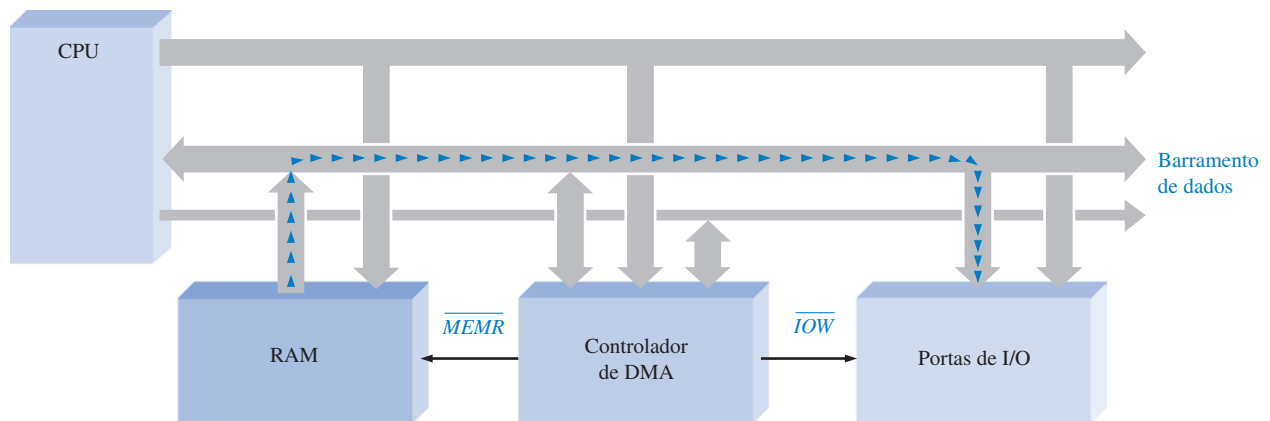 CPU
Barramento
de dados
MEMR
IOW
RAM
Controlador
de DMA
Portas de I/O